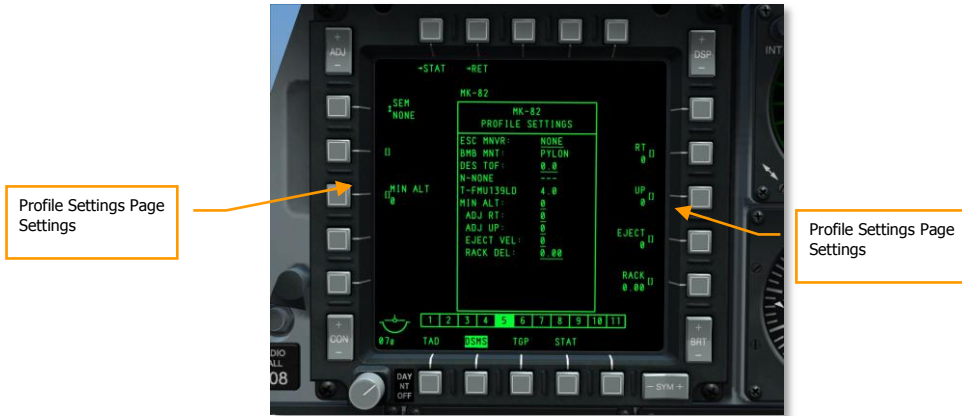 ADJ
DSP
INT
→STAT →RET
MK-82
SEM
NONE
MK-82
PROFILE SETTINGS
ESC MNVR: NONE
BMB MNT: PYLON
DES TOF: 0.0
N-NONE ---
T-FMU139LD 4.0
MIN ALT: 0
ADJ RT: 0
ADJ UP: 0
EJECT VEL: 0
RACK DEL: 0.00
MIN ALT
0
RT
0
UP
0
EJECT
0
RACK
0.00
Profile Settings Page
Settings
Profile Settings Page
Settings
1 2 3 4 5 6 7 8 9 10 11
TAD DSMS TGP STAT
CON
BRT
DAY
NT
OFF
- SYM +
08